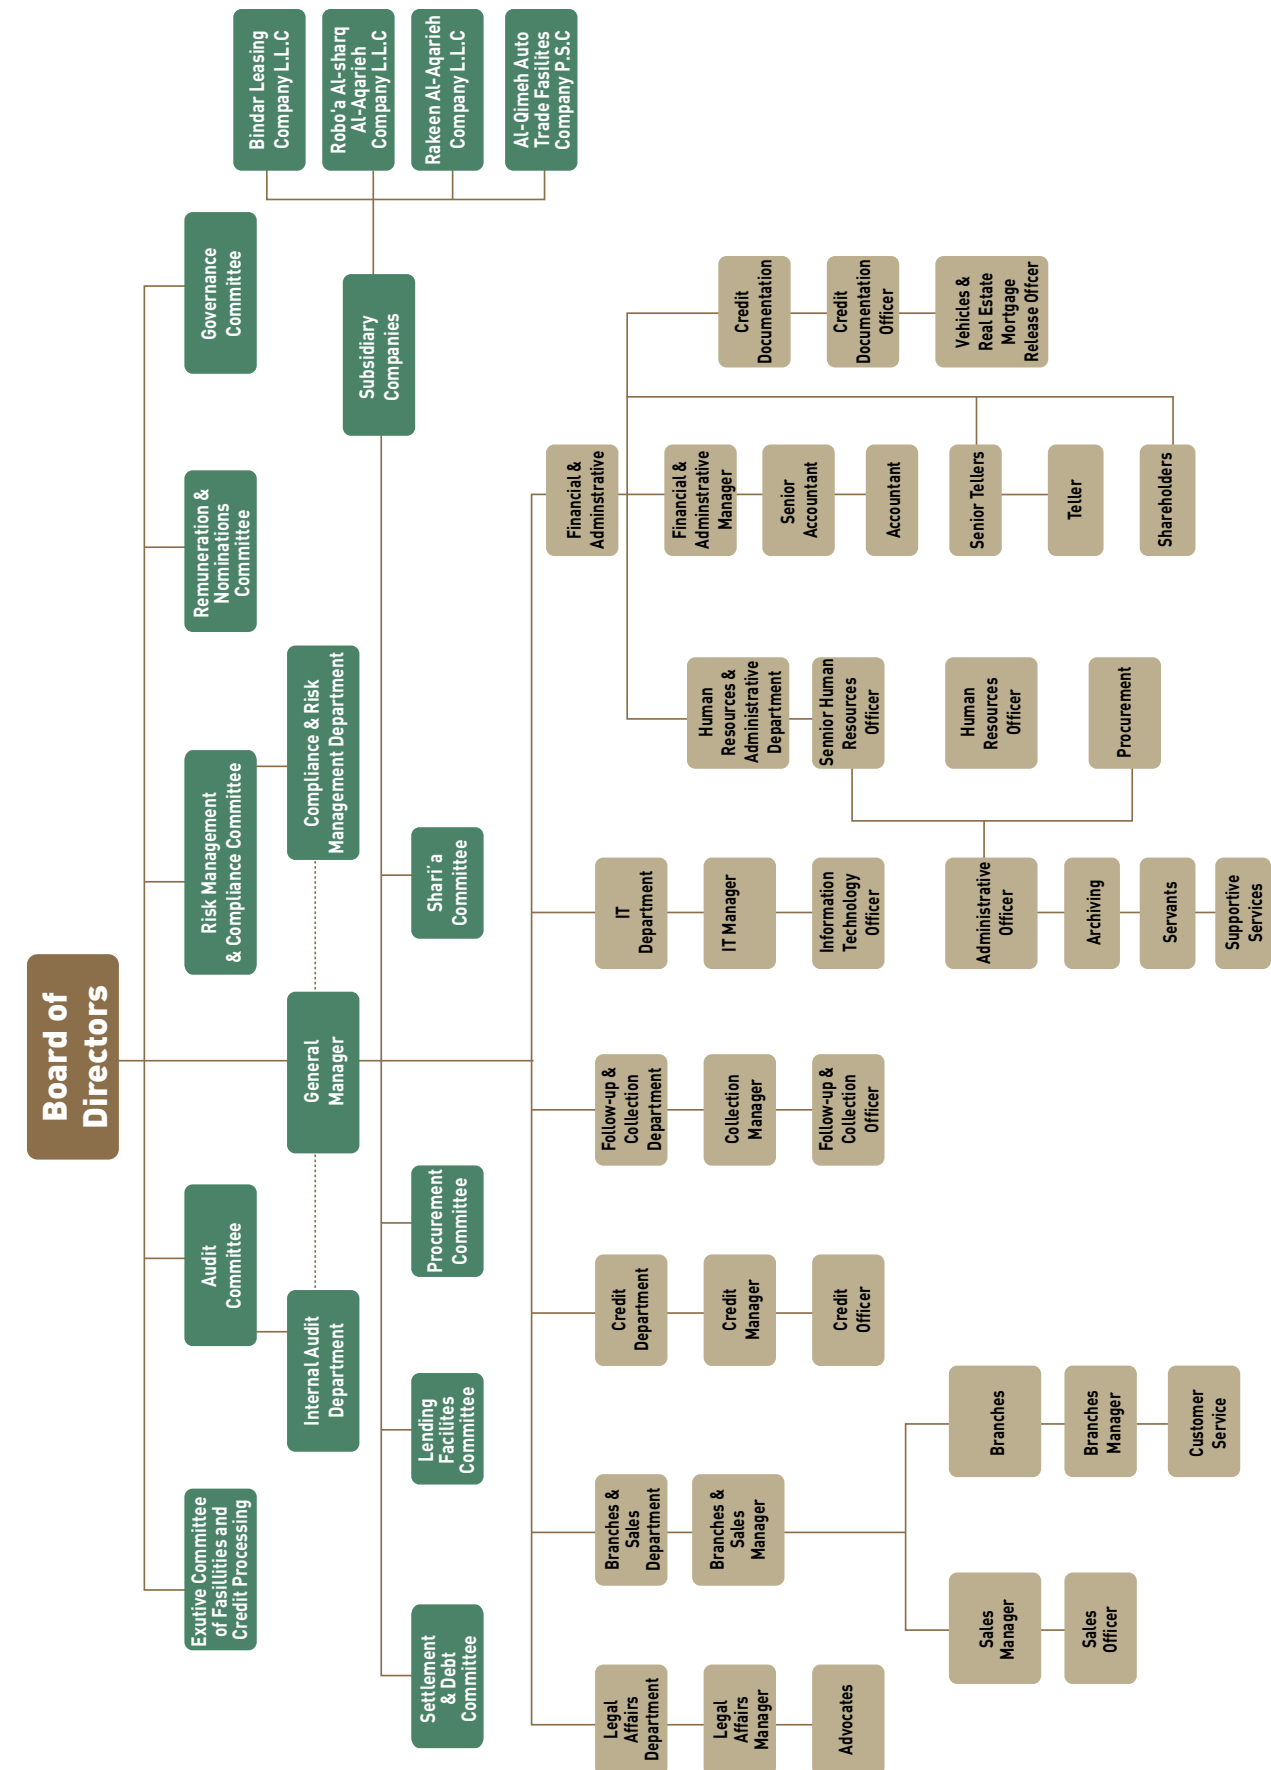 Board of
Directors
Exutive Committee
of Fasillities and
Credit Processing
Audit
Committee
Risk Management
& Compliance Committee
Remuneration &
Nominations
Committee
Governance
Committee
Internal Audit
Department
General
Manager
Compliance & Risk
Management Department
Subsidiary
Companies
Bindar Leasing
Company L.L.C
Robo'a Al-sharq
Al-Aqarieh
Company L.L.C
Rakeen Al-Aqarieh
Company L.L.C
Al-Qimeh Auto
Trade Fasilites
Company P.S.C
Settlement
& Debt
Committee
Lending
Facilites
Committee
Procurement
Committee
Shari'a
Committee
Legal
Affairs
Department
Legal
Affairs
Manager
Advocates
Branches &
Sales
Department
Branches &
Sales
Manager
Sales
Manager
Sales
Officer
Branches
Branches
Manager
Customer
Service
Credit
Department
Credit
Manager
Credit
Officer
Follow-up &
Collection
Department
Collection
Manager
Follow-up &
Collection
Officer
IT
Department
IT Manager
Information
Technology
Officer
Administrative
Officer
Archiving
Servants
Supportive
Services
Financial &
Adminstrative
Financial &
Adminstrative
Manager
Senior
Accountant
Accountant
Senior Tellers
Teller
Shareholders
Human
Resources &
Administrative
Department
Sennior Human
Resources
Officer
Human
Resources
Officer
Procurement
Credit
Documentation
Credit
Documentation
Officer
Vehicles &
Real Estate
Mortgage
Release Offcer